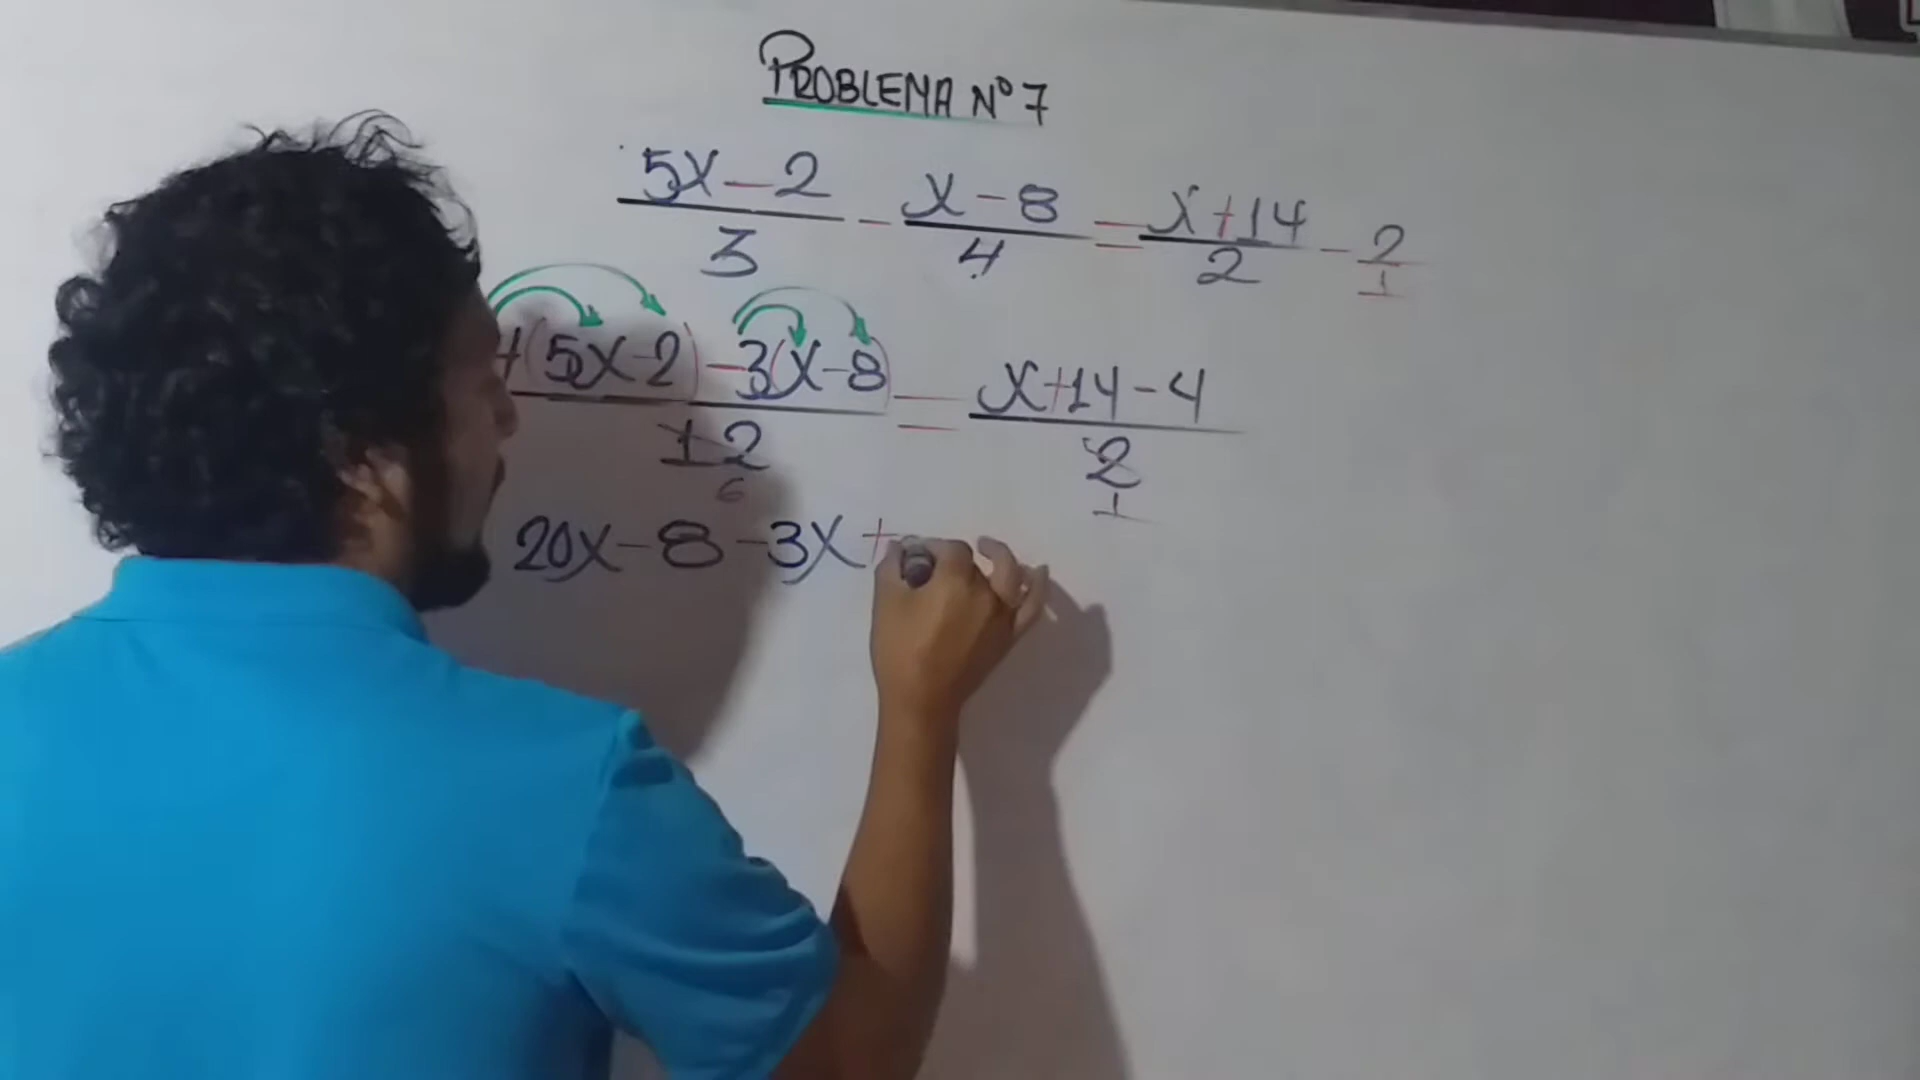 PROBLEMA Nº 7
5x - 2 / 3 - x - 8 / 4 = x + 14 / 2 - 2 / 1
(5x - 2) - 3(x - 8) / 12 = x + 14 - 4 / 2
6 1
20x - 8 - 3x +